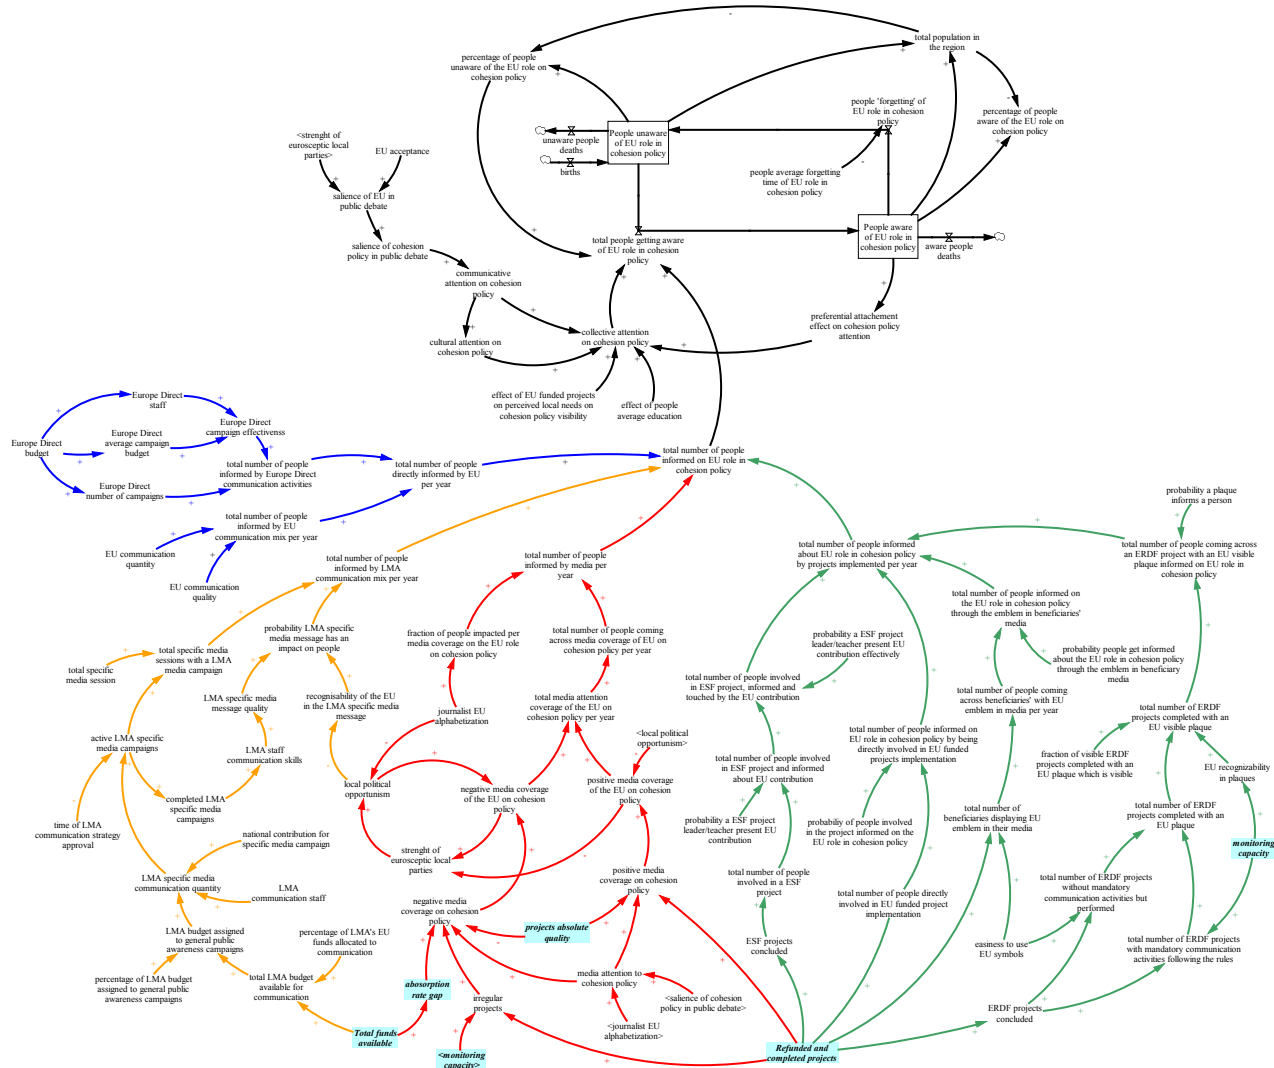 total population in
the region
percentage of people
unaware of the EU role on
cohesion policy
people 'forgetting' of
EU role in cohesion
policy
percentage of people
aware of the EU role on
cohesion policy
<strenght of
eurosceptic local
parties>
EU acceptance
unaware people
deaths
births
People unaware
of EU role in
cohesion policy
people average forgetting
time of EU role in
cohesion policy
salience of EU in
public debate
People aware
of EU role in
cohesion policy
aware people
deaths
salience of cohesion
policy in public debate
total people getting aware
of EU role in cohesion
policy
communicative
attention on cohesion
policy
preferential attachement
effect on cohesion policy
attention
cultural attention on
cohesion policy
collective attention
on cohesion policy
effect of EU funded projects
on perceived local needs on
cohesion policy visibility
effect of people
average education
Europe Direct
staff
Europe Direct
budget
Europe Direct
average campaign
budget
Europe Direct
campaign effectivenss
Europe Direct
number of campaigns
total number of people
informed by Europe Direct
communication activities
total number of people
directly informed by EU
per year
total number of people
informed on EU role in
cohesion policy
EU communication
quantity
total number of people
informed by EU
communication mix per year
EU communication
quality
total number of people
informed by LMA
communication mix per year
total number of people
informed by media per
year
total number of people informed
about EU role in cohesion policy
by projects implemented per year
probability a plaque
informs a person
total number of people coming across
an ERDF project with an EU visible
plaque informed on EU role in
cohesion policy
total specific media
session
total specific media
sessions with a LMA
media campaign
probability LMA specific
media message has an
impact on people
fraction of people impacted per
media coverage on the EU role
on cohesion policy
total number of people coming
across media coverage of EU on
cohesion policy per year
probability a ESF project
leader/teacher present EU
contribution effectively
total number of people informed on
the EU role in cohesion policy
through the emblem in beneficiaries'
media
probability people get informed
about the EU role in cohesion policy
through the emblem in beneficiary
media
LMA specific media
message quality
recognisability of the EU
in the LMA specific media
message
journalist EU
alphabetization
total media attention
coverage of the EU on
cohesion policy per year
total number of people involved
in ESF project, informed and
touched by the EU contribution
total number of people coming
across beneficiaries' with EU
emblem in media per year
total number of ERDF
projects completed with an
EU visible plaque
active LMA specific
media campaigns
LMA staff
communication skills
<local political
opportunism>
total number of people informed on
EU role in cohesion policy by being
directly involved in EU funded
projects implementation
fraction of visible ERDF
projects completed with an
EU plaque which is visible
EU recognizability
in plaques
completed LMA
specific media
campaigns
local political
opportunism
negative media coverage
of the EU on cohesion
policy
positive media coverage
of the EU on cohesion
policy
total number of people involved
in ESF project and informed
about EU contribution
time of LMA
communication strategy
approval
national contribution for
specific media campaign
strenght of
eurosceptic local
parties
probability a ESF project
leader/teacher present EU
contribution
probabiliy of people involved
in the project informed on the
EU role in cohesion policy
total number of
beneficiaries displaying EU
emblem in their media
total number of ERDF
projects completed with an
EU plaque
monitoring
capacity
LMA specific media
communication quantity
LMA
communication staff
positive media
coverage on cohesion
policy
total number of people
involved in a ESF
project
total number of people directly
involved in EU funded project
implementation
total number of ERDF projects
without mandatory
communication activities but
performed
negative media
coverage on cohesion
policy
projects absolute
quality
LMA budget
assigned to general public
awareness campaigns
percentage of LMA's EU
funds allocated to
communication
ESF projects
concluded
easiness to use
EU symbols
total number of ERDF projects
with mandatory communication
activities following the rules
percentage of LMA budget
assigned to general public
awareness campaigns
total LMA budget
available for
communication
abosorption
rate gap
media attention to
cohesion policy
irregular
projects
<salience of cohesion
policy in public debate>
ERDF projects
concluded
Total funds
available
<journalist EU
alphabetization>
<monitoring
capacity>
Refunded and
completed projects